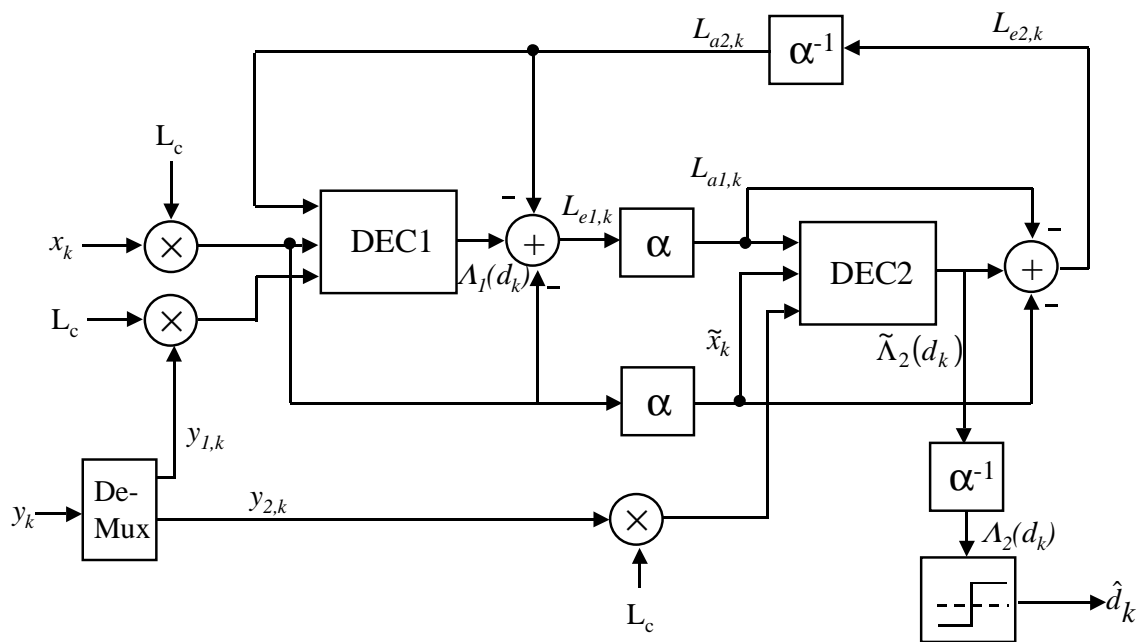 L_{a2,k}
α^{-1}
L_{e2,k}
L_c
L_{a1,k}
−
L_{e1,k}
α
DEC1
+
−
x_k
×
DEC2
+
Λ_1(d_k)
−
L_c
×
x̃_k
Λ̃_2(d_k)
−
α
y_{1,k}
De-
Mux
y_k
y_{2,k}
×
α^{-1}
Λ_2(d_k)
L_c
d̂_k